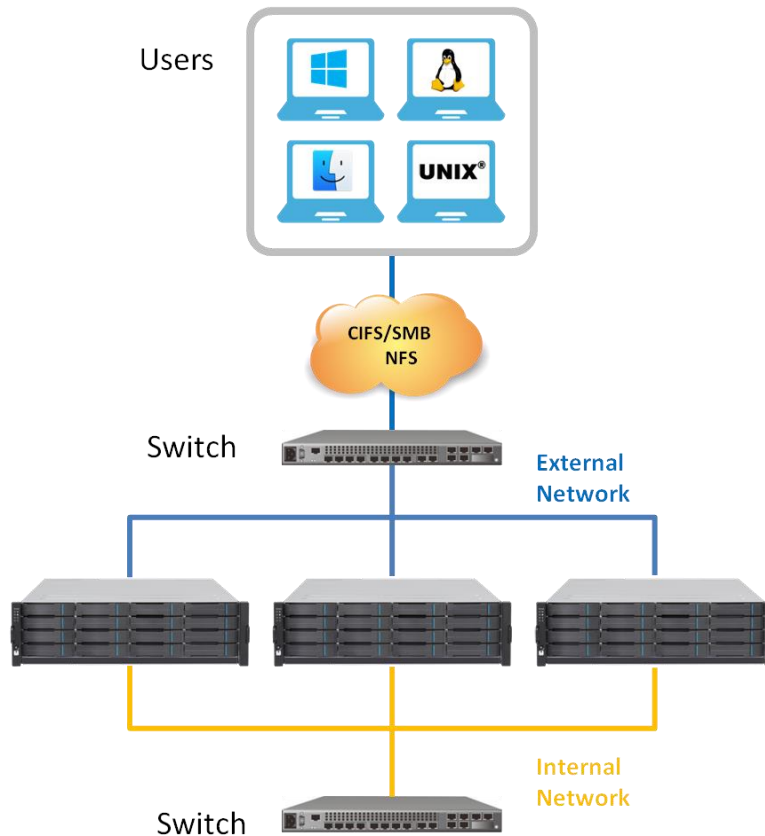 Users
UNIX®
CIFS/SMB
NFS
Switch
External
Network
Internal
Network
Switch